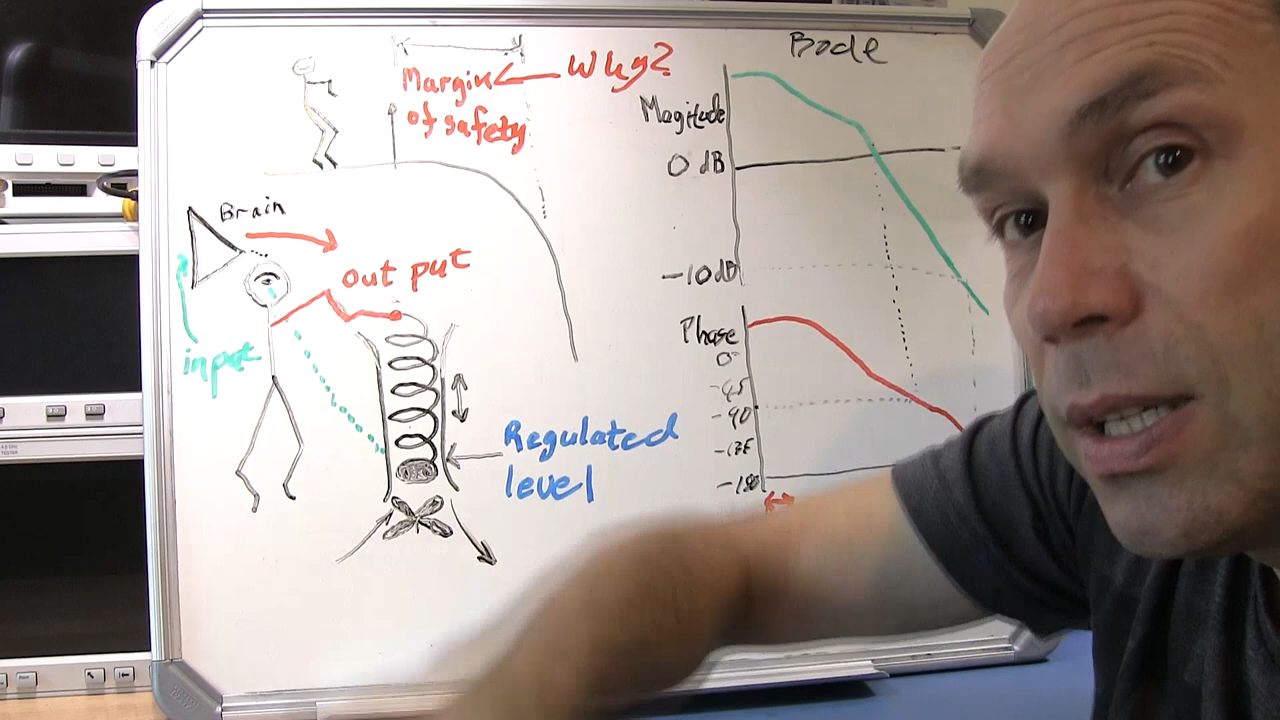 Margin
of safety
Why?
Brain
out put
input
Regulated
level
Bode
Magitude
0 dB
-10dB
Phase
0
-45
-90
-135
-180